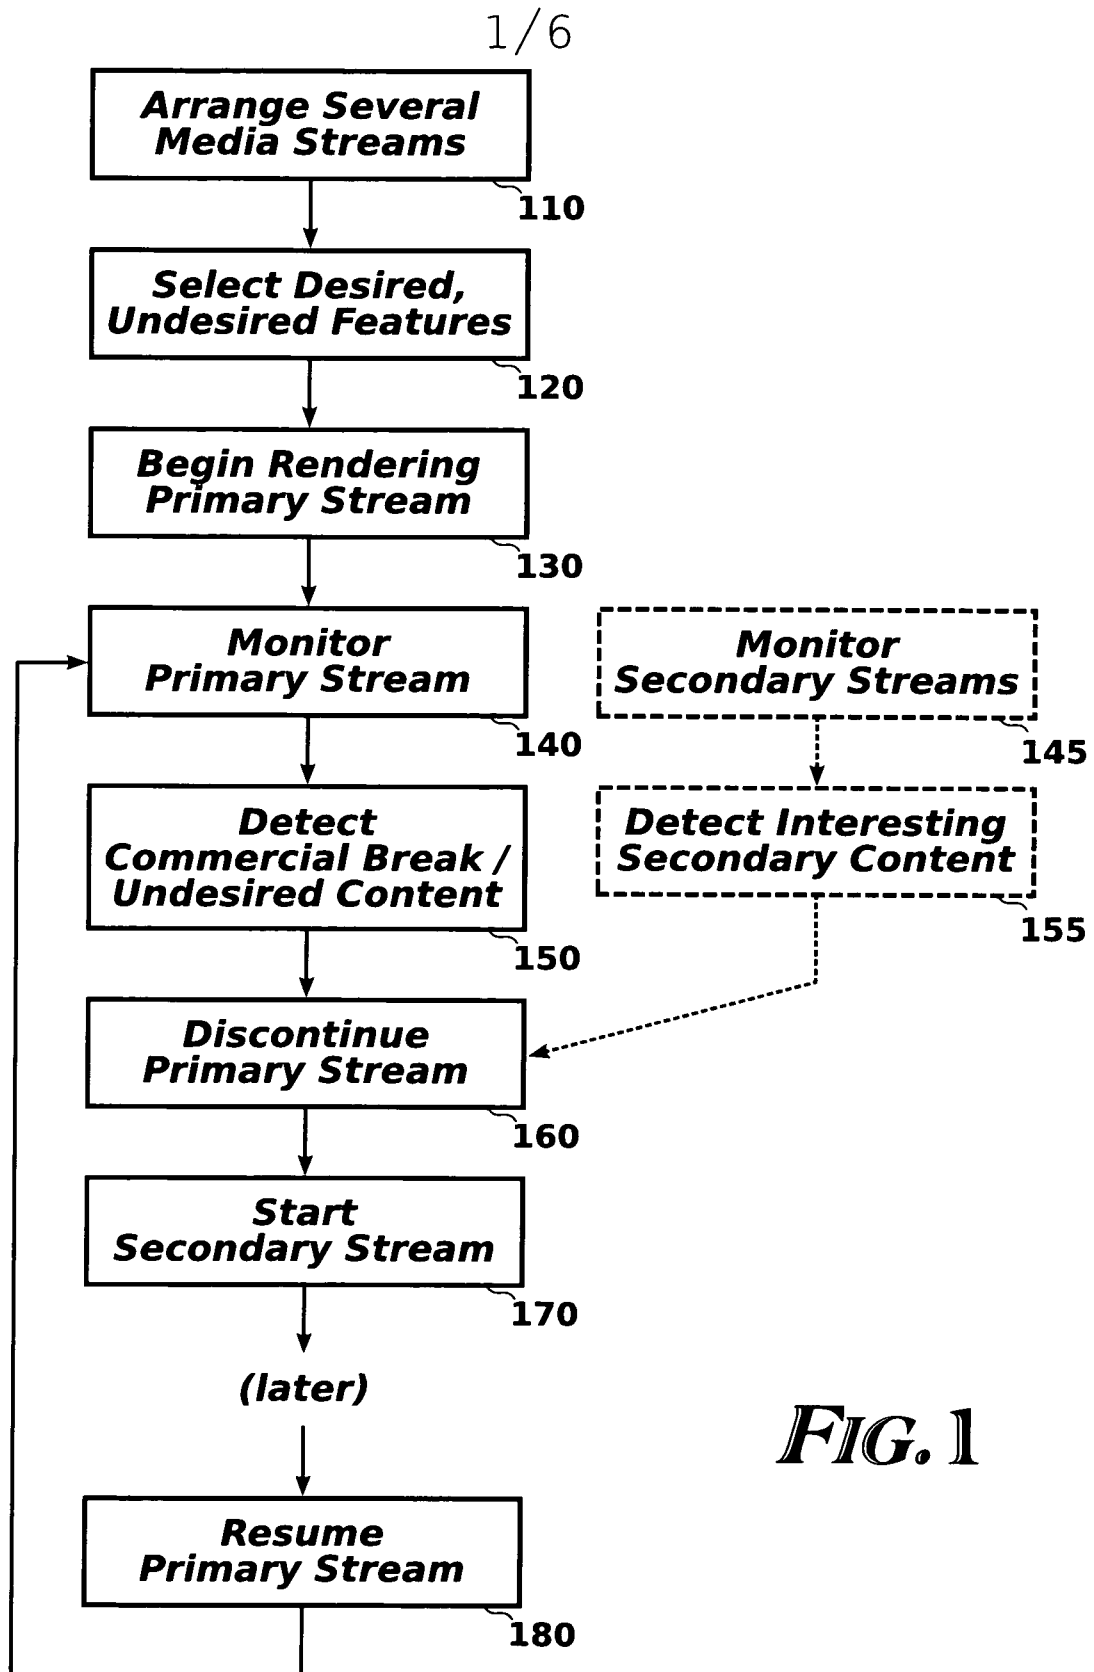 1/6
Arrange Several
Media Streams
110
Select Desired,
Undesired Features
120
Begin Rendering
Primary Stream
130
Monitor
Primary Stream
140
Monitor
Secondary Streams
145
Detect
Commercial Break /
Undesired Content
150
Detect Interesting
Secondary Content
155
Discontinue
Primary Stream
160
Start
Secondary Stream
170
(later)
Resume
Primary Stream
180
FIG. 1